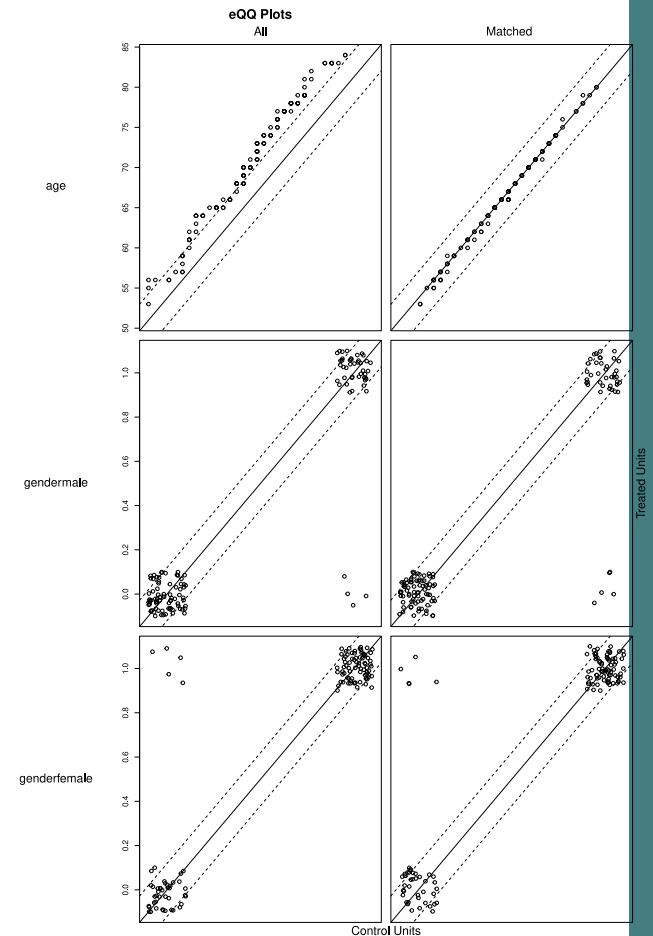 eQQ Plots
All
Matched
age
50
55
60
65
70
75
80
85
gendermale
0.0
0.2
0.4
0.6
0.8
1.0
Treated Units
genderfemale
0.0
0.2
0.4
0.6
0.8
1.0
Control Units